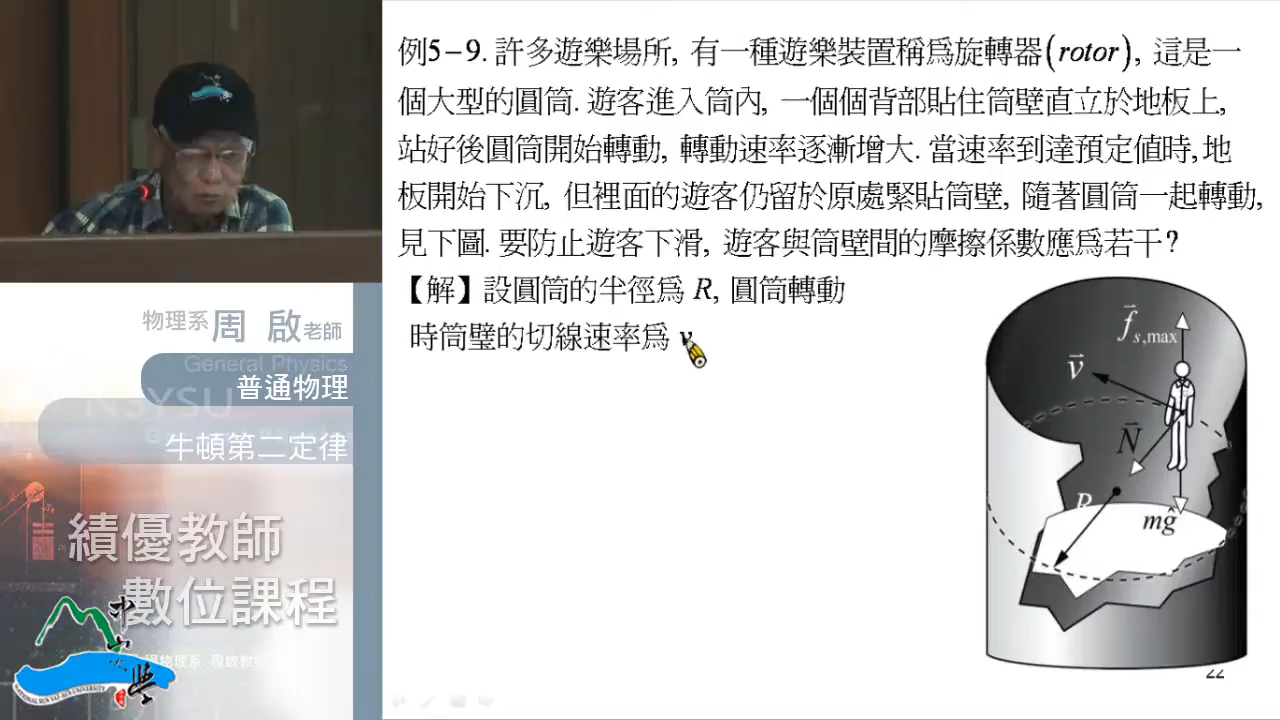 例5-9. 許多遊樂場所, 有一種遊樂裝置稱爲旋轉器(rotor), 這是一
個大型的圓筒. 遊客進入筒內, 一個個背部貼住筒壁直立於地板上,
站好後圓筒開始轉動, 轉動速率逐漸增大. 當速率到達預定值時, 地
板開始下沉, 但裡面的遊客仍留於原處緊貼筒壁, 隨著圓筒一起轉動,
見下圖. 要防止遊客下滑, 遊客與筒壁間的摩擦係數應爲若干?
【解】設圓筒的半徑爲 R, 圓筒轉動
時筒壁的切線速率爲 v
f⃗s,max
v⃗
N⃗
R
mg⃗
22
物理系 周 啟 老師
General Physics
普通物理
NSYSU
牛頓第二定律
績優教師
數位課程